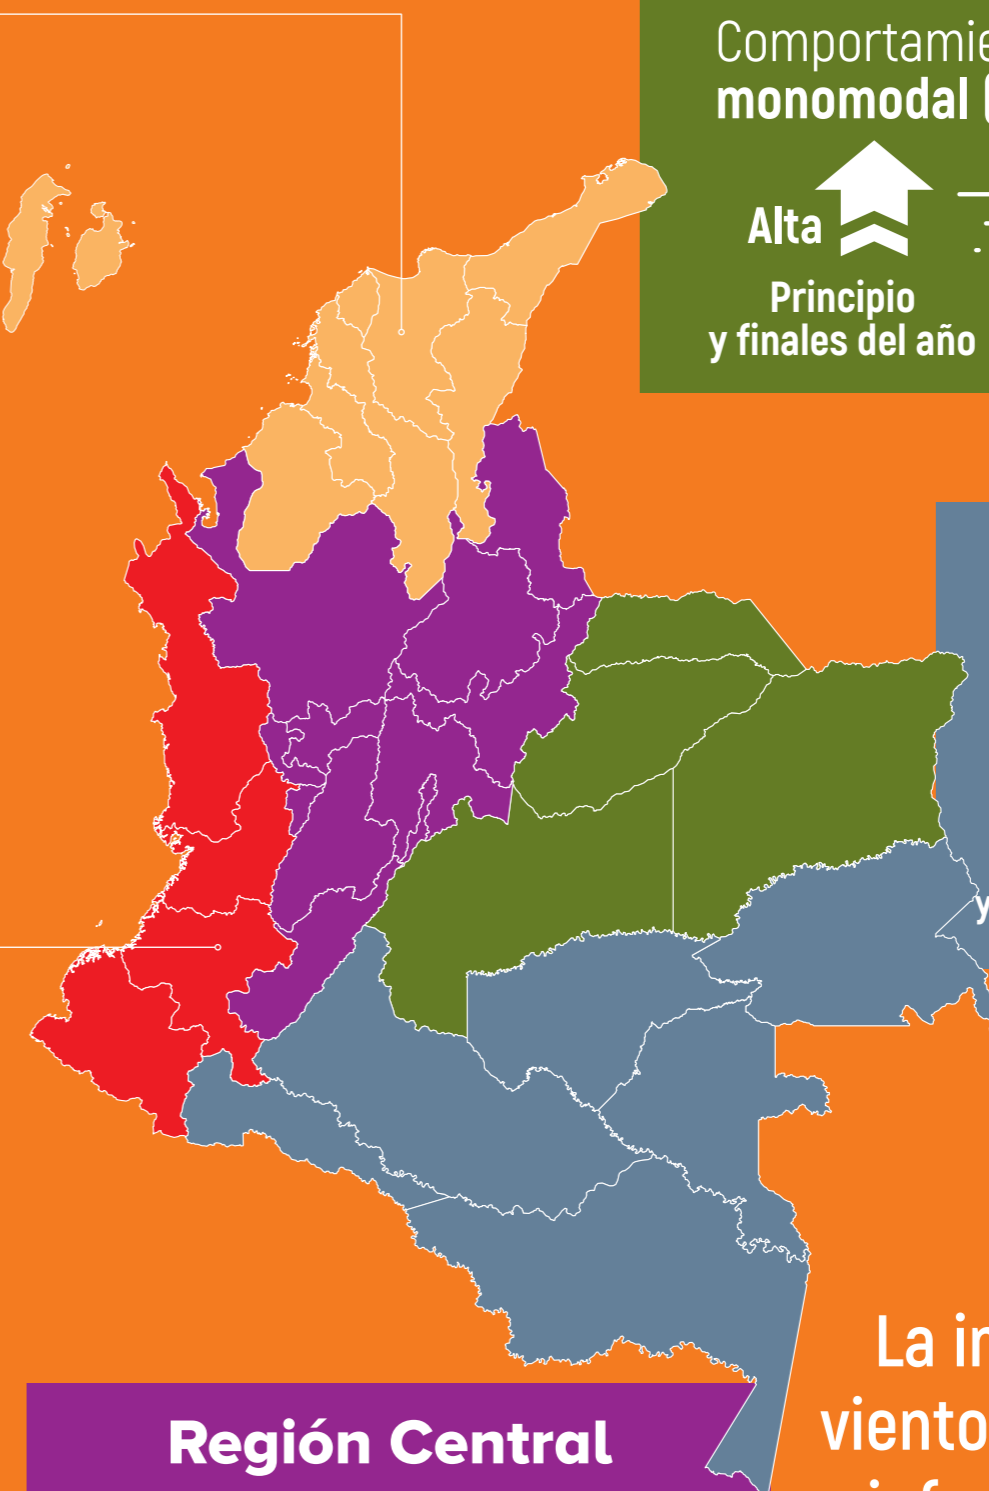 Comportamie
monomodal (
Alta
Principio
y finales del año
y
La in
viento
Región Central